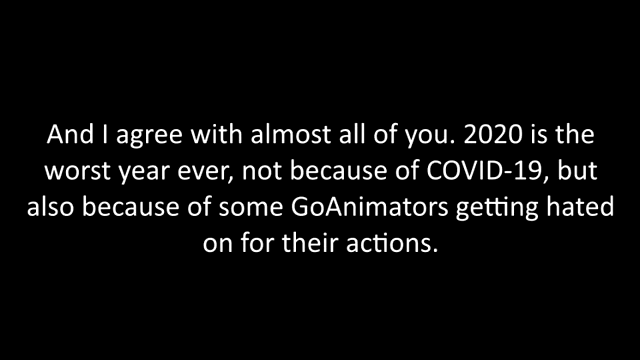 And I agree with almost all of you. 2020 is the
worst year ever, not because of COVID-19, but
also because of some GoAnimators getting hated
on for their actions.